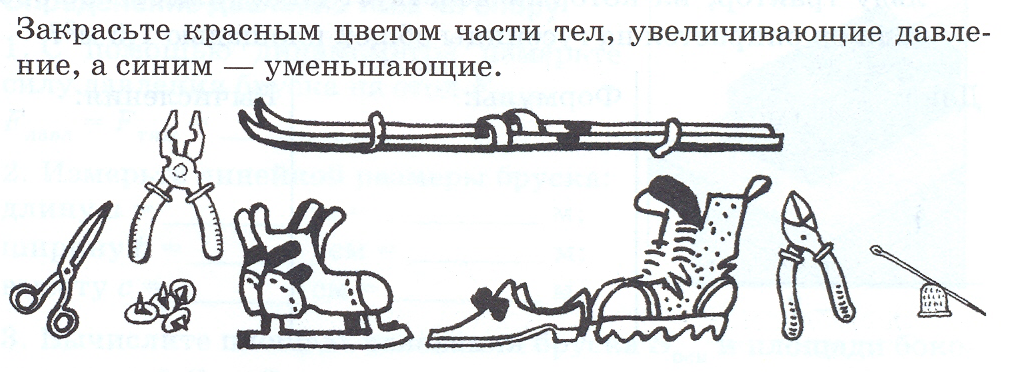 Закрасьте красным цветом части тел, увеличивающие давле-
ние, а синим — уменьшающие.